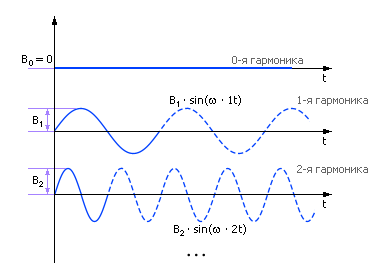 B₀ = 0
0-я гармоника
t
B₁ · sin(ω · 1t)
1-я гармоника
B₁
t
2-я гармоника
B₂
t
B₂ · sin(ω · 2t)
...